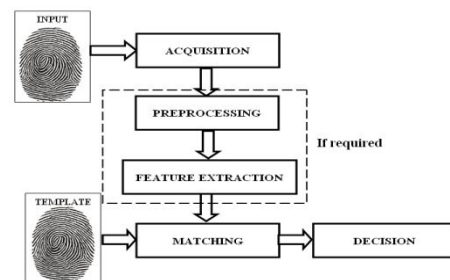 INPUT
ACQUISITION
PREPROCESSING
If required
FEATURE EXTRACTION
TEMPLATE
MATCHING
DECISION